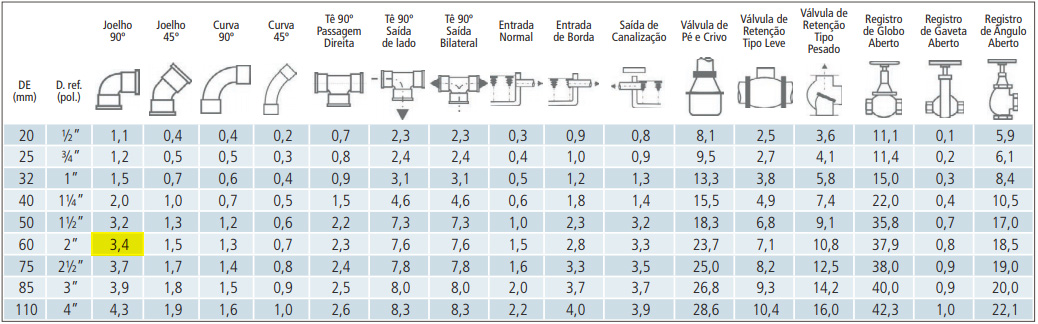 DE (mm) D. ref. (pol.) Joelho 90° Joelho 45° Curva 90° Curva 45° Tê 90° Passagem Direita Tê 90° Saída de lado Tê 90° Saída Bilateral Entrada Normal Entrada de Borda Saída de Canalização Válvula de Pé e Crivo Válvula de Retenção Tipo Leve Válvula de Retenção Tipo Pesado Registro de Globo Aberto Registro de Gaveta Aberto Registro de Ângulo Aberto
20 ½” 1,1 0,4 0,4 0,2 0,7 2,3 2,3 0,3 0,9 0,8 8,1 2,5 3,6 11,1 0,1 5,9
25 ¾” 1,2 0,5 0,5 0,3 0,8 2,4 2,4 0,4 1,0 0,9 9,5 2,7 4,1 11,4 0,2 6,1
32 1” 1,5 0,7 0,6 0,4 0,9 3,1 3,1 0,5 1,2 1,3 13,3 3,8 5,8 15,0 0,3 8,4
40 1¼” 2,0 1,0 0,7 0,5 1,5 4,6 4,6 0,6 1,8 1,4 15,5 4,9 7,4 22,0 0,4 10,5
50 1½” 3,2 1,3 1,2 0,6 2,2 7,3 7,3 1,0 2,3 3,2 18,3 6,8 9,1 35,8 0,7 17,0
60 2” 3,4 1,5 1,3 0,7 2,3 7,6 7,6 1,5 2,8 3,3 23,7 7,1 10,8 37,9 0,8 18,5
75 2½” 3,7 1,7 1,4 0,8 2,4 7,8 7,8 1,6 3,3 3,5 25,0 8,2 12,5 38,0 0,9 19,0
85 3” 3,9 1,8 1,5 0,9 2,5 8,0 8,0 2,0 3,7 3,7 26,8 9,3 14,2 40,0 0,9 20,0
110 4” 4,3 1,9 1,6 1,0 2,6 8,3 8,3 2,2 4,0 3,9 28,6 10,4 16,0 42,3 1,0 22,1